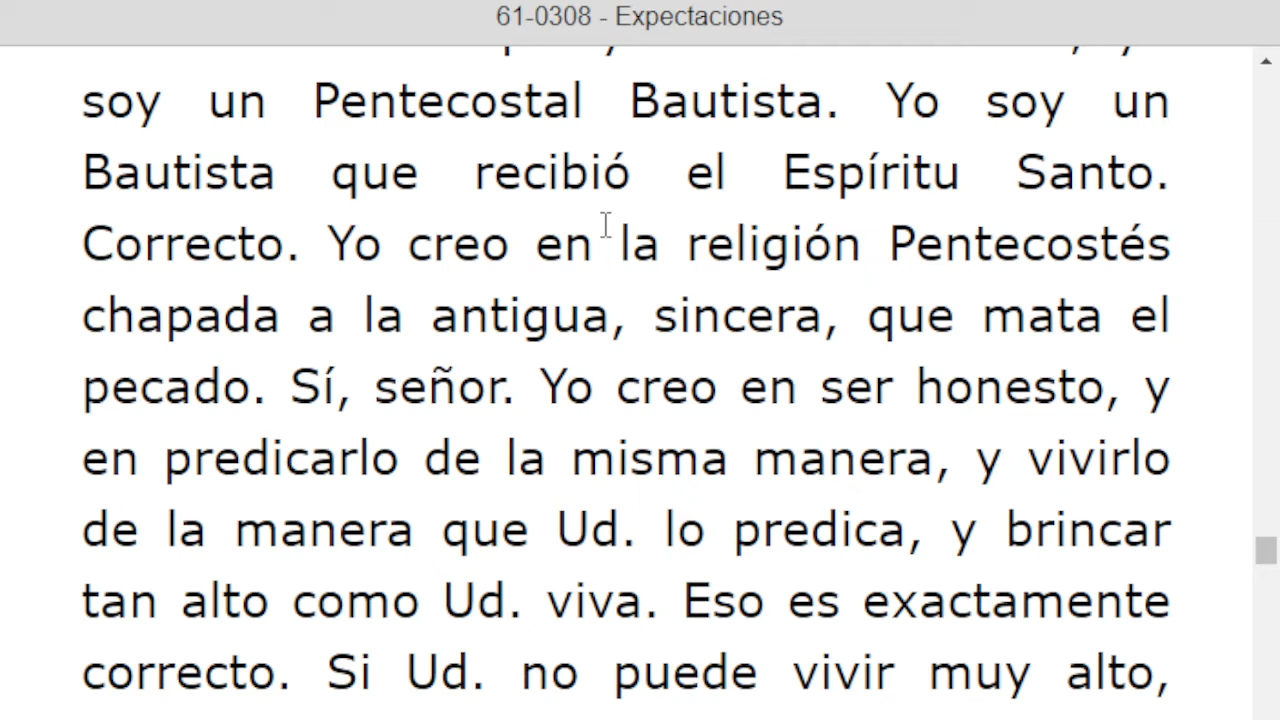 61-0308 - Expectaciones
soy un Pentecostal Bautista. Yo soy un
Bautista que recibió el Espíritu Santo.
Correcto. Yo creo en la religión Pentecostés
chapada a la antigua, sincera, que mata el
pecado. Sí, señor. Yo creo en ser honesto, y
en predicarlo de la misma manera, y vivirlo
de la manera que Ud. lo predica, y brincar
tan alto como Ud. viva. Eso es exactamente
correcto. Si Ud. no puede vivir muy alto,